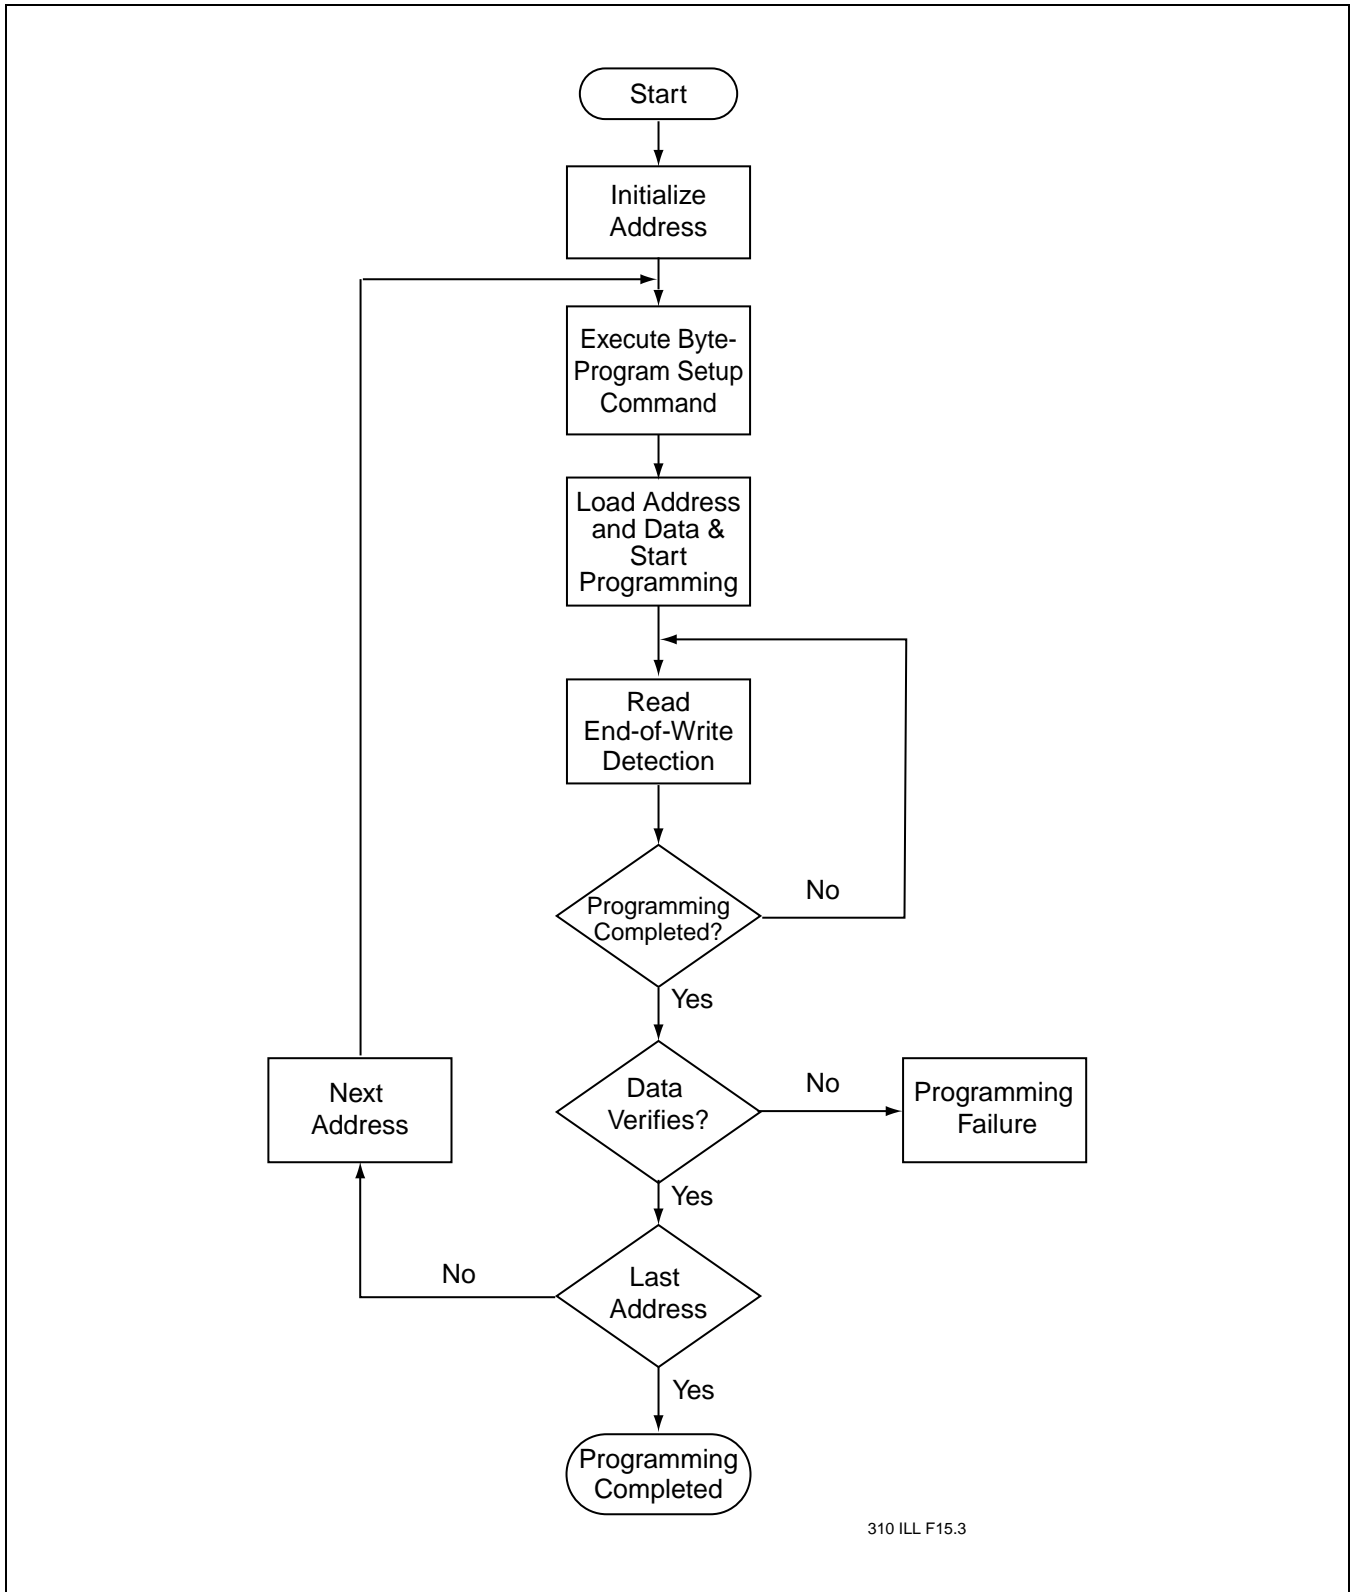 Start
Initialize
Address
Execute Byte-
Program Setup
Command
Load Address
and Data &
Start
Programming
Read
End-of-Write
Detection
Programming
Completed?
No
Yes
Data
Verifies?
No
Programming
Failure
Next
Address
Yes
Last
Address
No
Yes
Programming
Completed
310 ILL F15.3